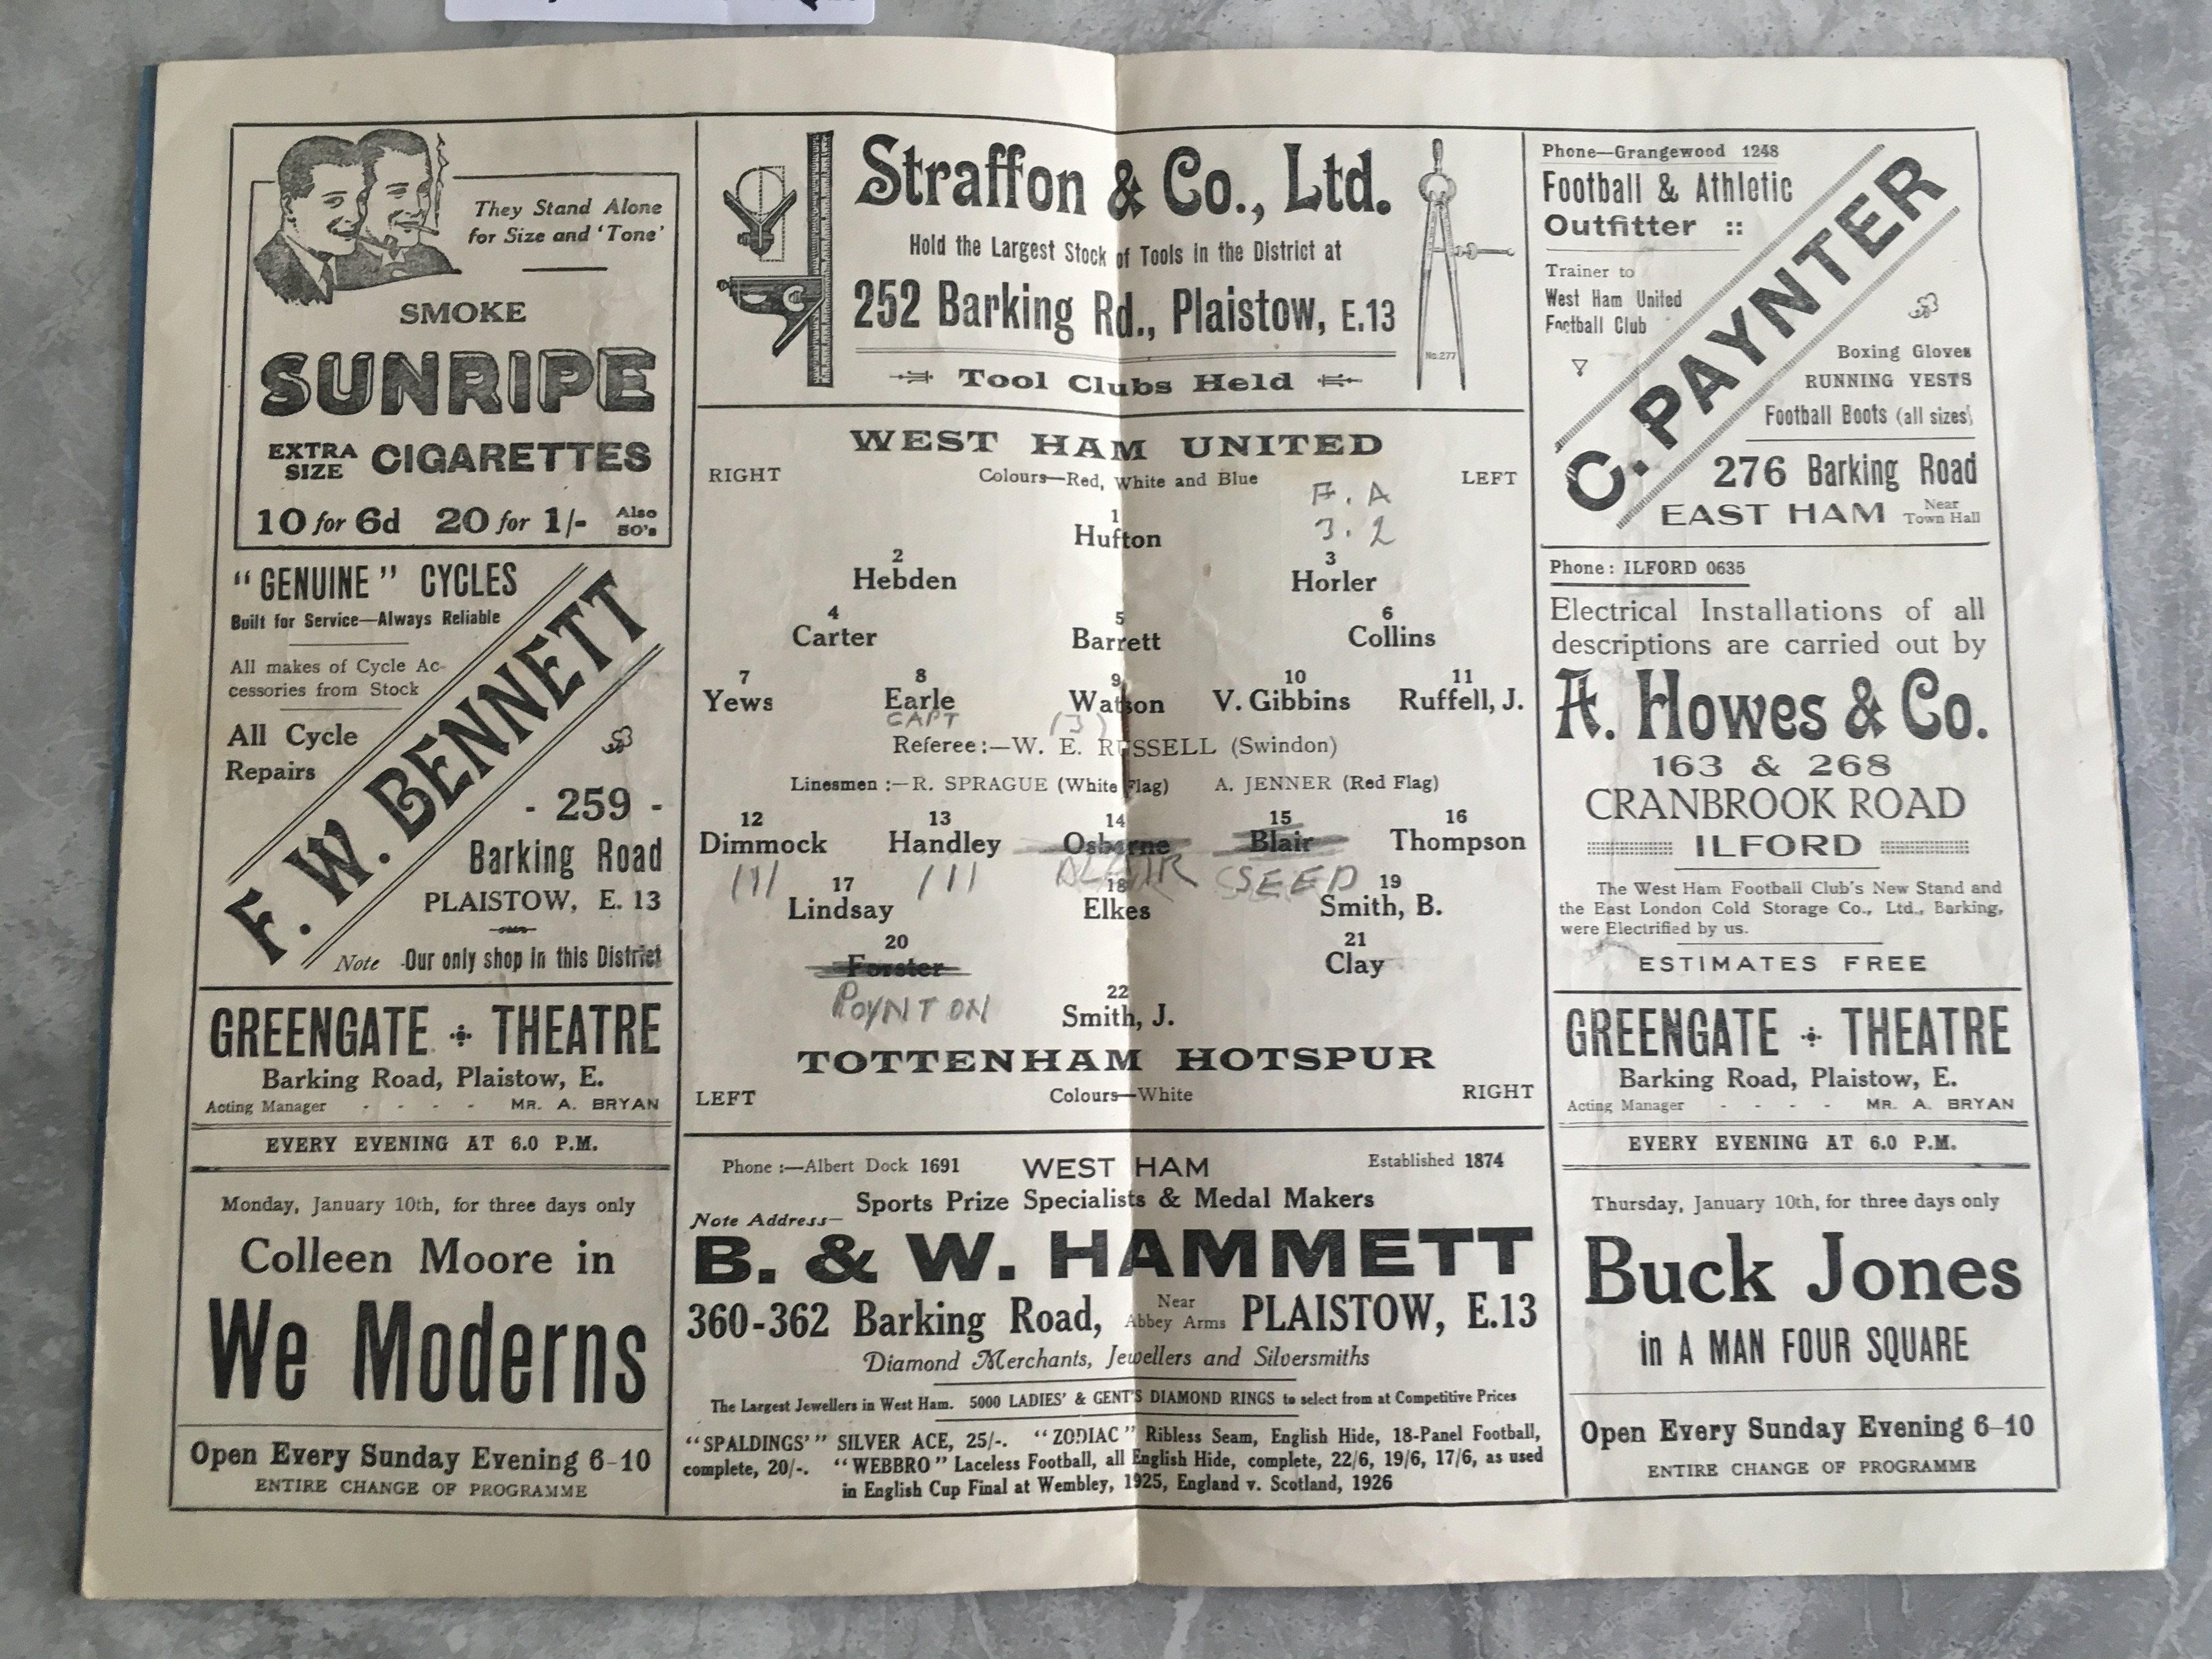 They Stand Alone
for Size and 'Tone'
SMOKE
SUNRIPE
EXTRA SIZE CIGARETTES
10 for 6d 20 for 1/- Also 50's
"GENUINE" CYCLES
Built for Service—Always Reliable
All makes of Cycle Ac-
cessories from Stock
All Cycle
Repairs
F. W. BENNETT
- 259 -
Barking Road
PLAISTOW, E. 13
Note Our only shop in this District
GREENGATE THEATRE
Barking Road, Plaistow, E.
Acting Manager - - - - MR. A. BRYAN
EVERY EVENING AT 6.0 P.M.
Monday, January 10th, for three days only
Colleen Moore in
We Moderns
Open Every Sunday Evening 6-10
ENTIRE CHANGE OF PROGRAMME
Straffon & Co., Ltd.
Hold the Largest Stock of Tools in the District at
252 Barking Rd., Plaistow, E.13
No.277
Tool Clubs Held
WEST HAM UNITED
RIGHT Colours—Red, White and Blue LEFT
F.A
3.2
1
Hufton
2 3
Hebden Horler
4 5 6
Carter Barrett Collins
7 8 9 10 11
Yews Earle Watson V. Gibbins Ruffell, J.
CAPT (3)
Referee:—W. E. RUSSELL (Swindon)
Linesmen :—R. SPRAGUE (White Flag) A. JENNER (Red Flag)
12 13 14 15 16
Dimmock Handley Osborne Blair Thompson
(1) (1) BLAIR SEED
17 18 19
Lindsay Elkes Smith, B.
20 21
Forster Clay
POYNTON
22
Smith, J.
TOTTENHAM HOTSPUR
LEFT Colours—White RIGHT
Phone :—Albert Dock 1691 WEST HAM Established 1874
Sports Prize Specialists & Medal Makers
Note Address—
B. & W. HAMMETT
360-362 Barking Road, Near Abbey Arms PLAISTOW, E.13
Diamond Merchants, Jewellers and Silversmiths
The Largest Jewellers in West Ham. 5000 LADIES' & GENT'S DIAMOND RINGS to select from at Competitive Prices
"SPALDINGS'" SILVER ACE, 25/-. "ZODIAC" Ribless Seam, English Hide, 18-Panel Football,
complete, 20/-. "WEBBRO" Laceless Football, all English Hide, complete, 22/6, 19/6, 17/6, as used
in English Cup Final at Wembley, 1925, England v. Scotland, 1926
Phone—Grangewood 1248
Football & Athletic
Outfitter ::
Trainer to
West Ham United
Football Club
C. PAYNTER
Boxing Gloves
RUNNING VESTS
Football Boots (all sizes)
276 Barking Road
EAST HAM Near Town Hall
Phone: ILFORD 0635
Electrical Installations of all
descriptions are carried out by
A. Howes & Co.
163 & 268
CRANBROOK ROAD
ILFORD
The West Ham Football Club's New Stand and
the East London Cold Storage Co., Ltd., Barking,
were Electrified by us.
ESTIMATES FREE
GREENGATE THEATRE
Barking Road, Plaistow, E.
Acting Manager - - - - MR. A. BRYAN
EVERY EVENING AT 6.0 P.M.
Thursday, January 10th, for three days only
Buck Jones
in A MAN FOUR SQUARE
Open Every Sunday Evening 6-10
ENTIRE CHANGE OF PROGRAMME